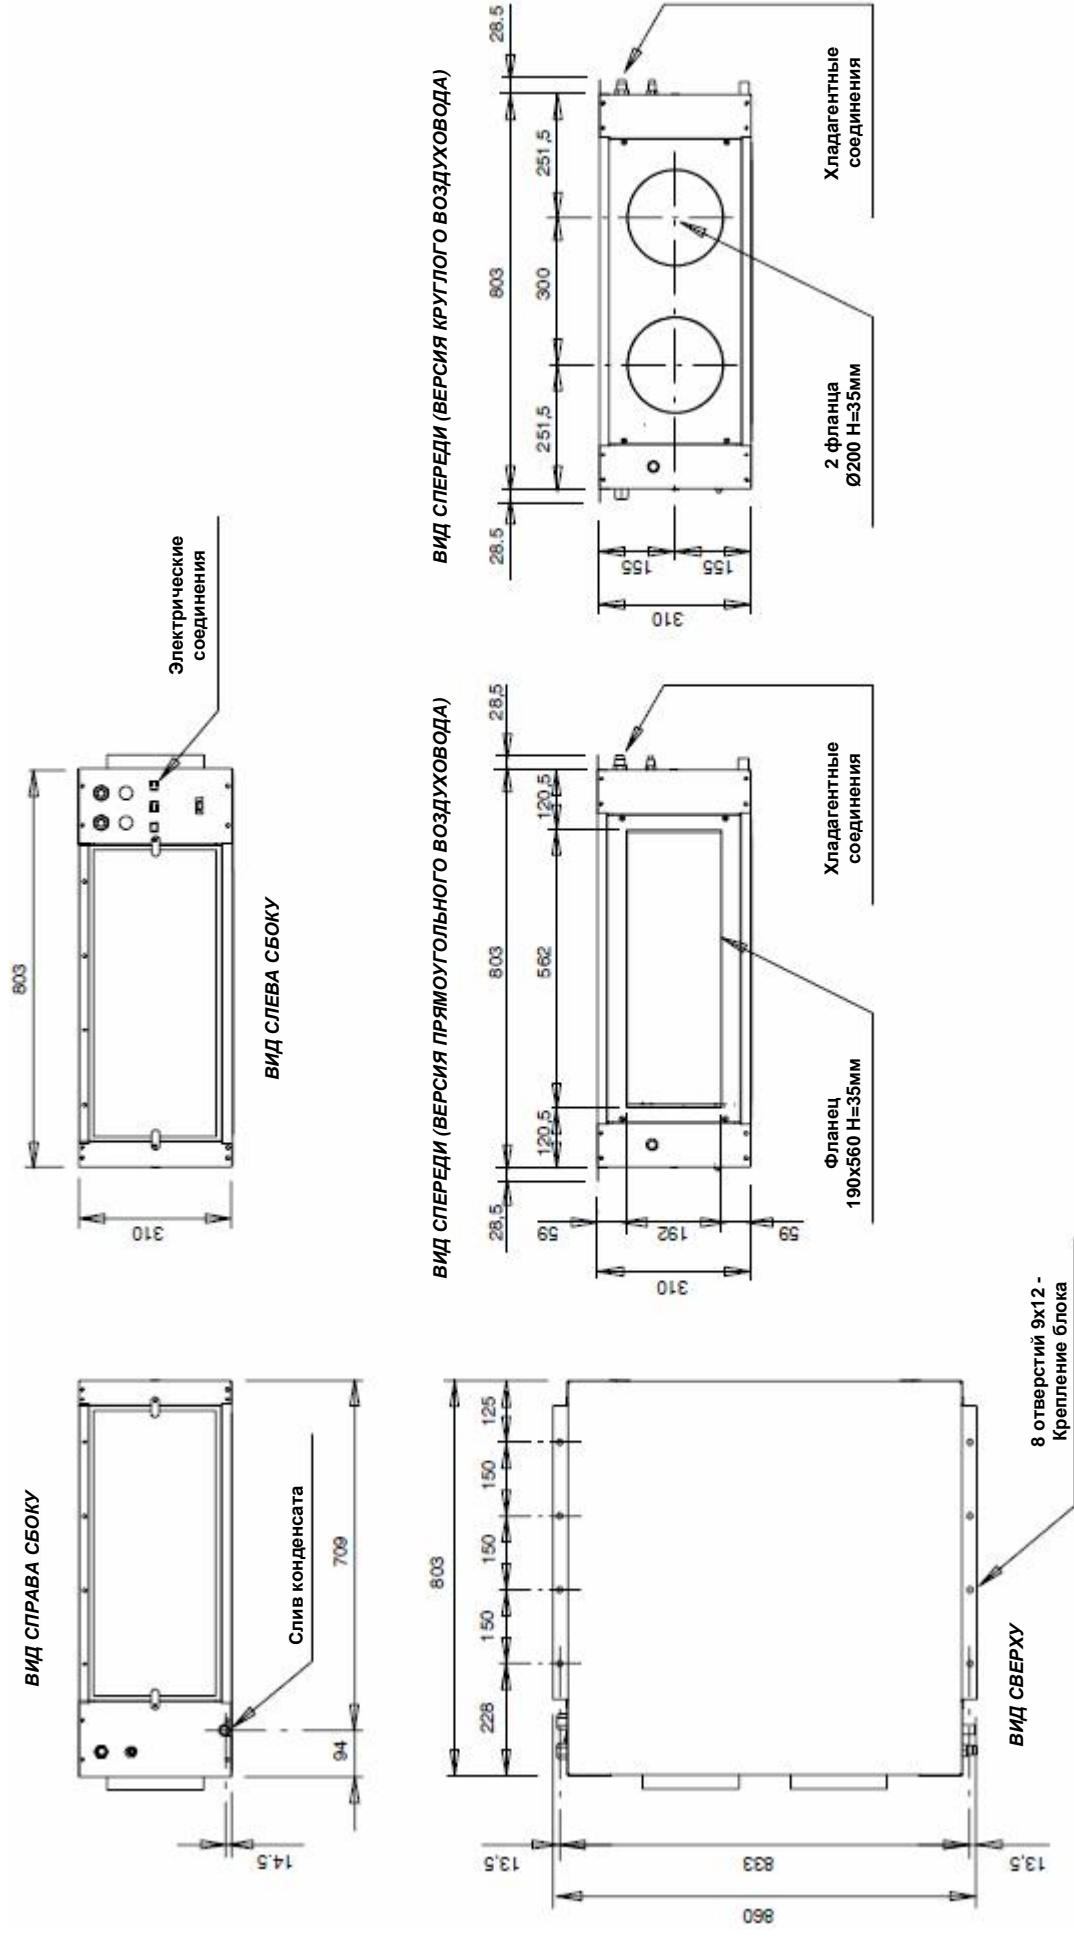 ВИД СПРАВА СБОКУ
Слив конденсата
94
709
14.5
803
310
Электрические
соединения
ВИД СЛЕВА СБОКУ
803
228
150
150
150
125
13,5
833
13,5
860
8 отверстий 9x12 -
Крепление блока
ВИД СВЕРХУ
ВИД СПЕРЕДИ (ВЕРСИЯ ПРЯМОУГОЛЬНОГО ВОЗДУХОВОДА)
28,5
803
28,5
120,5
562
120,5
59
192
59
310
Фланец
190x560 H=35мм
Хладагентные
соединения
ВИД СПЕРЕДИ (ВЕРСИЯ КРУГЛОГО ВОЗДУХОВОДА)
28.5
803
28.5
251,5
300
251,5
155
155
310
2 фланца
Ø200 H=35мм
Хладагентные
соединения